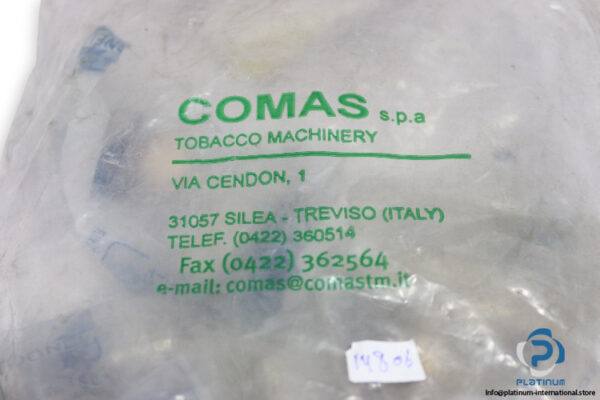 COMAS s.p.a
TOBACCO MACHINERY
VIA CENDON, 1
31057 SILEA - TREVISO (ITALY)
TELEF. (0422) 360514
Fax (0422) 362564
e-mail: comas@comastm.it
PLATINUM
info@platinum-international.store